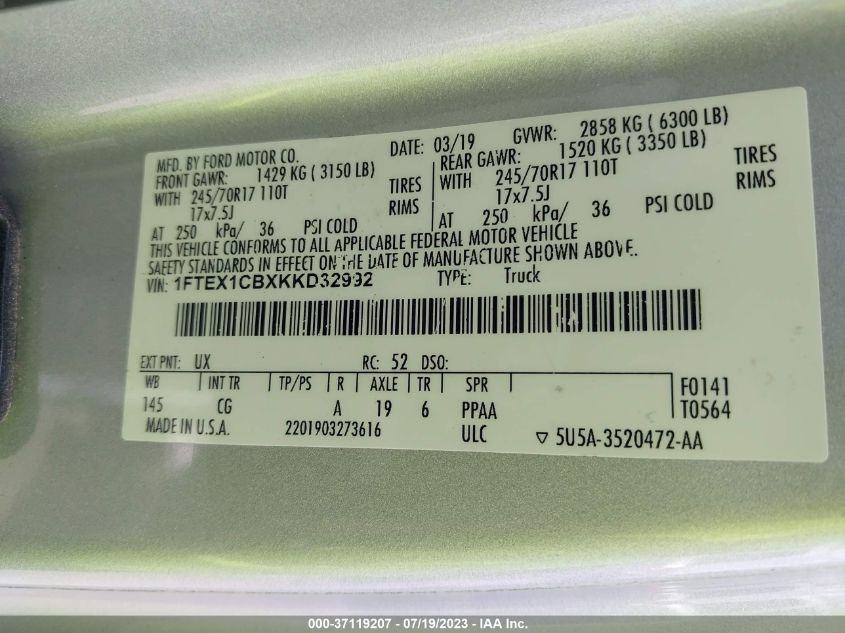 MFD. BY FORD MOTOR CO. DATE: 03/19 GVWR: 2858 KG ( 6300 LB)
FRONT GAWR: 1429 KG ( 3150 LB) REAR GAWR: 1520 KG ( 3350 LB)
WITH 245/70R17 110T TIRES WITH 245/70R17 110T TIRES
17x7.5J RIMS 17x7.5J RIMS
AT 250 kPa/ 36 PSI COLD AT 250 kPa/ 36 PSI COLD
THIS VEHICLE CONFORMS TO ALL APPLICABLE FEDERAL MOTOR VEHICLE
SAFETY STANDARDS IN EFFECT ON THE DATE OF MANUFACTURE SHOWN ABOVE.
VIN: 1FTEX1CBXKKD32992 TYPE: Truck
EXT PNT: UX RC: 52 DSO:
WB INT TR TP/PS R AXLE TR SPR F0141
145 CG A 19 6 PPAA T0564
MADE IN U.S.A. 2201903273616 ULC ▽ 5U5A-3520472-AA
000-37119207 - 07/19/2023 - IAA Inc.